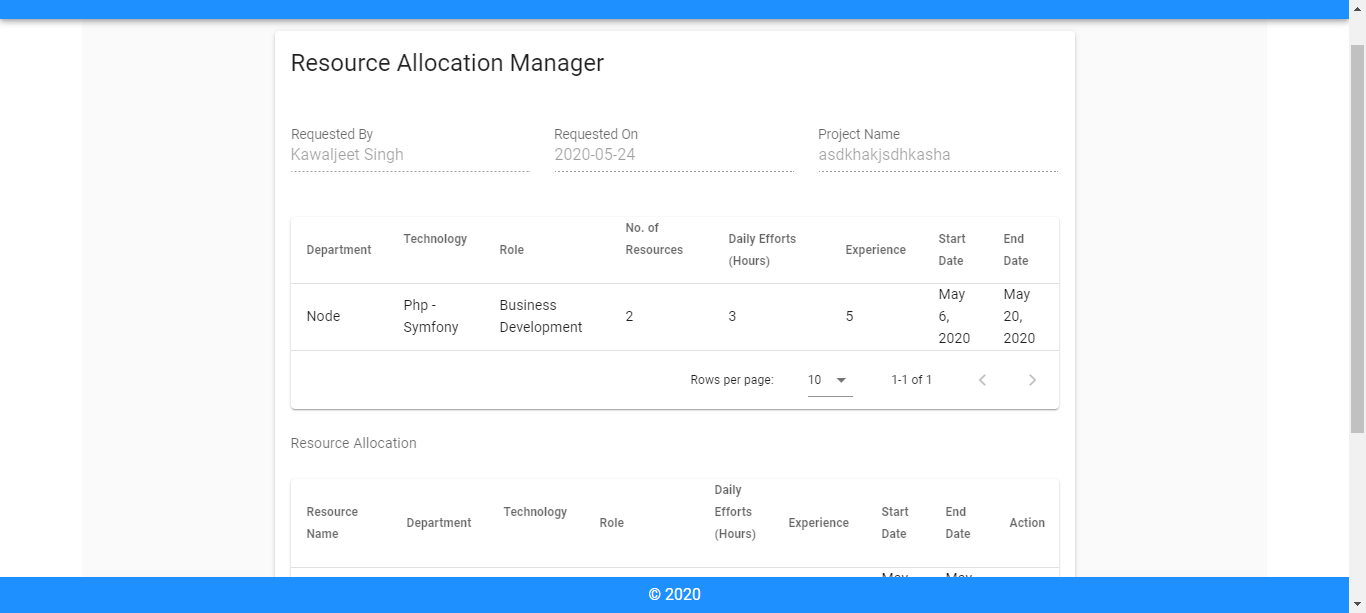 Resource Allocation Manager
Requested By Requested On Project Name
Kawaljeet Singh 2020-05-24 asdkhakjsdhkasha
Department Technology Role No. of Resources Daily Efforts (Hours) Experience Start Date End Date
Node Php - Symfony Business Development 2 3 5 May 6, 2020 May 20, 2020
Rows per page: 10 1-1 of 1
Resource Allocation
Resource Name Department Technology Role Daily Efforts (Hours) Experience Start Date End Date Action
May May
© 2020